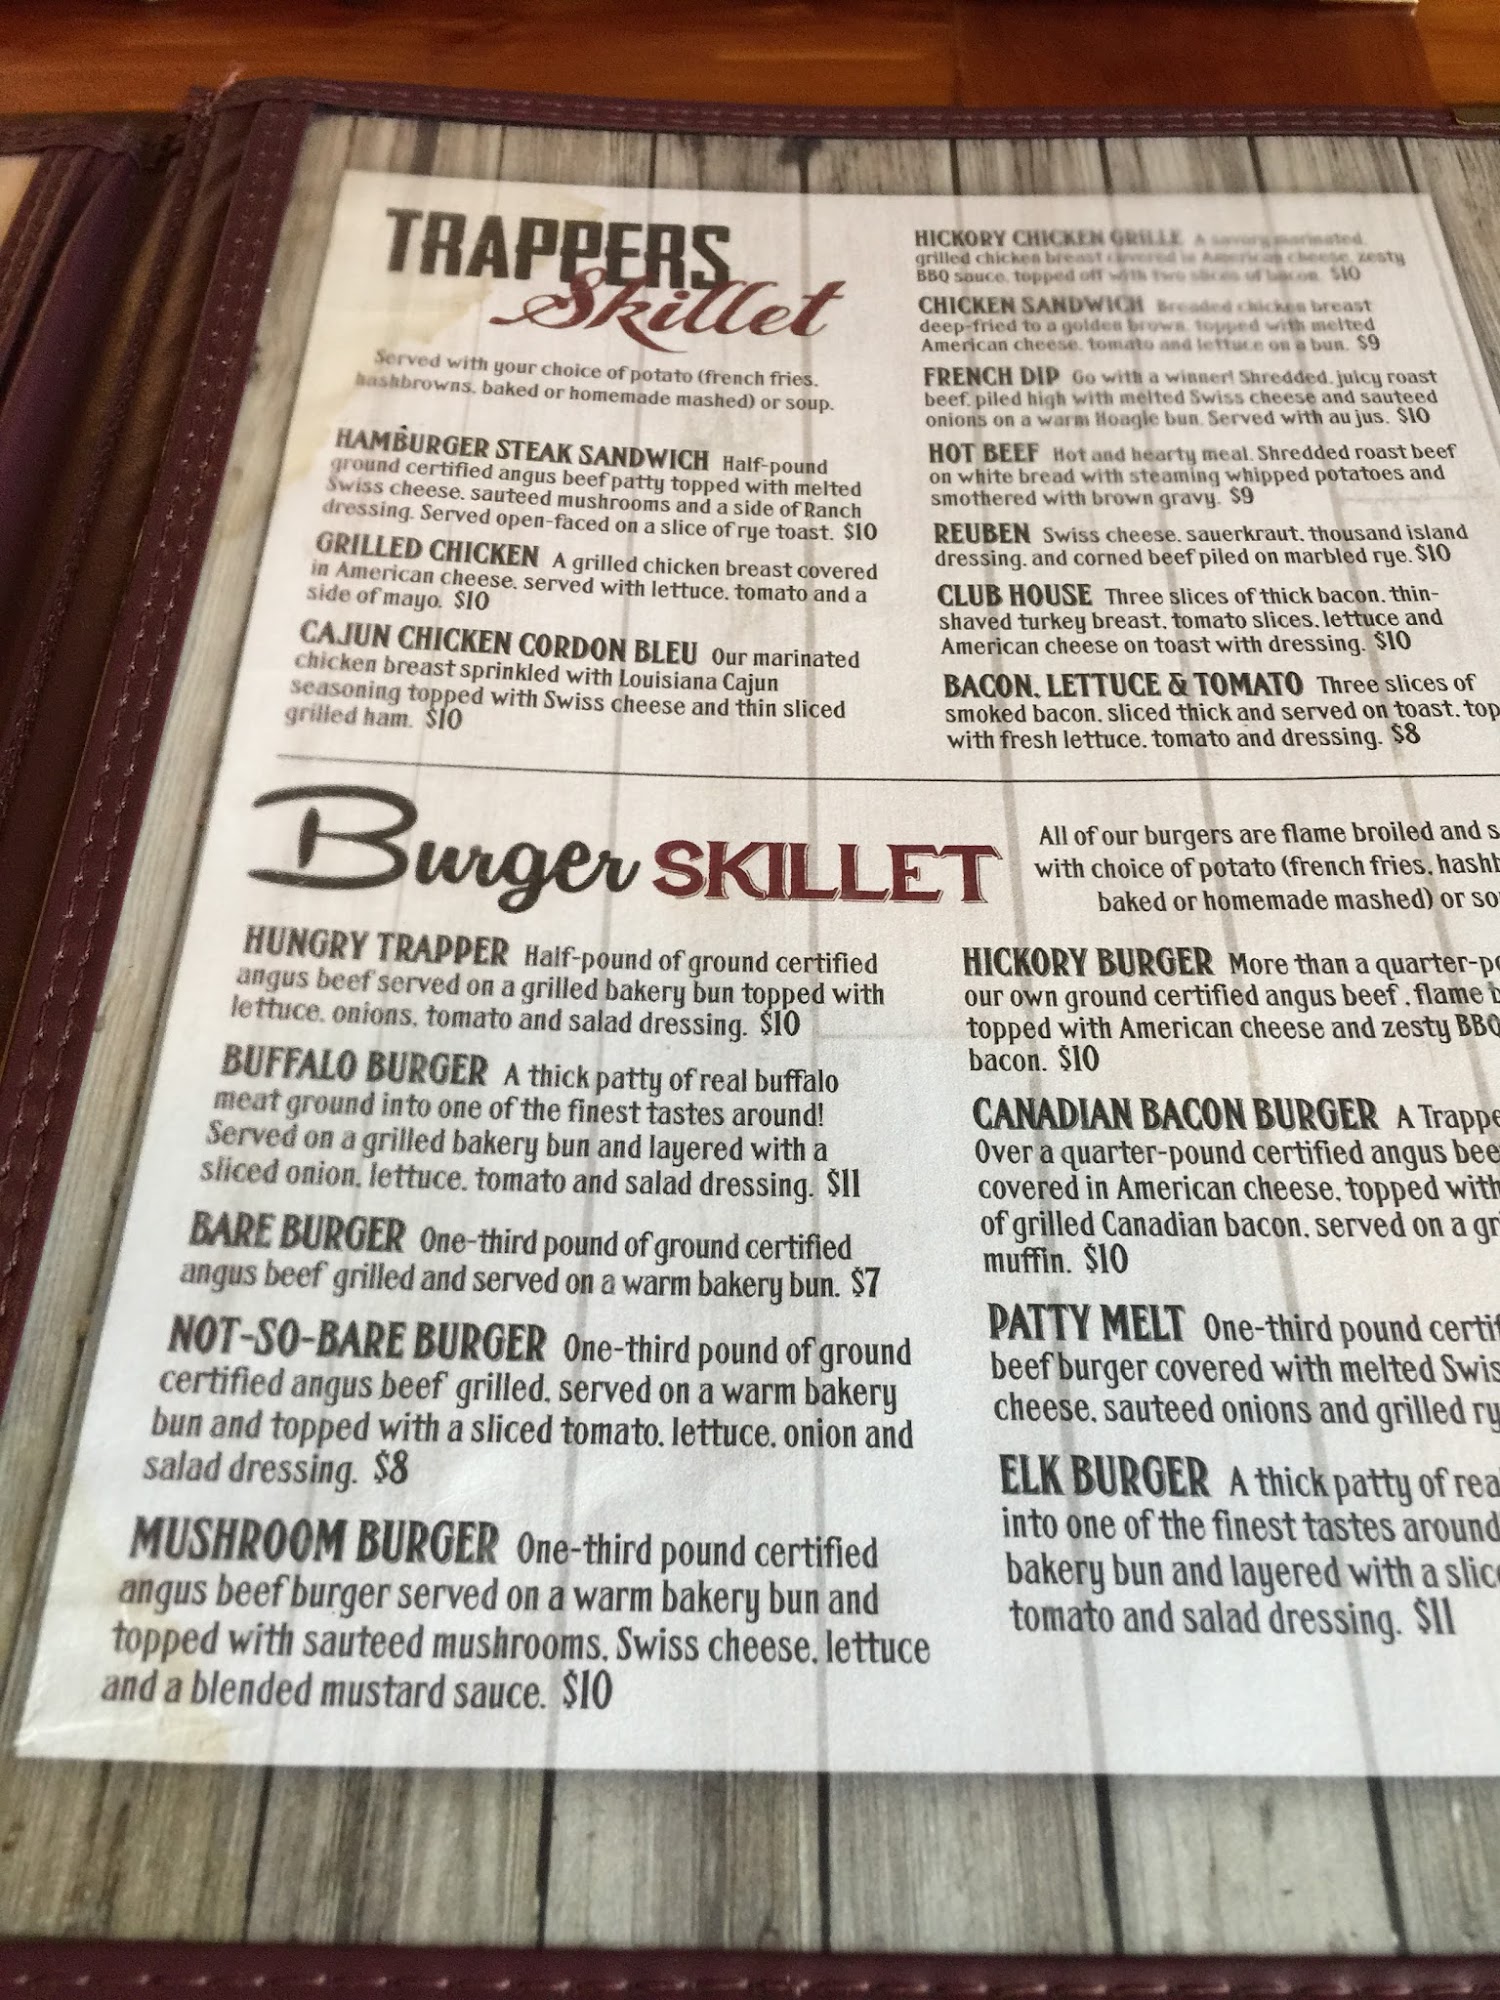 TRAPPERS
Skillet
Served with your choice of potato (french fries,
hashbrowns, baked or homemade mashed) or soup.
HAMBURGER STEAK SANDWICH Half-pound
ground certified angus beef patty topped with melted
Swiss cheese, sauteed mushrooms and a side of Ranch
dressing. Served open-faced on a slice of rye toast. $10
GRILLED CHICKEN A grilled chicken breast covered
in American cheese, served with lettuce, tomato and a
side of mayo. $10
CAJUN CHICKEN CORDON BLEU Our marinated
chicken breast sprinkled with Louisiana Cajun
seasoning topped with Swiss cheese and thin sliced
grilled ham. $10
HICKORY CHICKEN GRILLE A savory marinated,
grilled chicken breast covered in American cheese, zesty
BBQ sauce, topped off with two slices of bacon. $10
CHICKEN SANDWICH Breaded chicken breast
deep-fried to a golden brown, topped with melted
American cheese, tomato and lettuce on a bun. $9
FRENCH DIP Go with a winner! Shredded, juicy roast
beef, piled high with melted Swiss cheese and sauteed
onions on a warm Hoagie bun. Served with au jus. $10
HOT BEEF Hot and hearty meal. Shredded roast beef
on white bread with steaming whipped potatoes and
smothered with brown gravy. $9
REUBEN Swiss cheese, sauerkraut, thousand island
dressing, and corned beef piled on marbled rye. $10
CLUB HOUSE Three slices of thick bacon, thin-
shaved turkey breast, tomato slices, lettuce and
American cheese on toast with dressing. $10
BACON, LETTUCE & TOMATO Three slices of
smoked bacon, sliced thick and served on toast, top
with fresh lettuce, tomato and dressing. $8
Burger SKILLET
All of our burgers are flame broiled and s
with choice of potato (french fries, hashb
baked or homemade mashed) or so
HUNGRY TRAPPER Half-pound of ground certified
angus beef served on a grilled bakery bun topped with
lettuce, onions, tomato and salad dressing. $10
BUFFALO BURGER A thick patty of real buffalo
meat ground into one of the finest tastes around!
Served on a grilled bakery bun and layered with a
sliced onion, lettuce, tomato and salad dressing. $11
BARE BURGER One-third pound of ground certified
angus beef grilled and served on a warm bakery bun. $7
NOT-SO-BARE BURGER One-third pound of ground
certified angus beef grilled, served on a warm bakery
bun and topped with a sliced tomato, lettuce, onion and
salad dressing. $8
MUSHROOM BURGER One-third pound certified
angus beef burger served on a warm bakery bun and
topped with sauteed mushrooms, Swiss cheese, lettuce
and a blended mustard sauce. $10
HICKORY BURGER More than a quarter-po
our own ground certified angus beef , flame b
topped with American cheese and zesty BBQ
bacon. $10
CANADIAN BACON BURGER A Trappe
Over a quarter-pound certified angus bee
covered in American cheese, topped with
of grilled Canadian bacon, served on a gr
muffin. $10
PATTY MELT One-third pound certif
beef burger covered with melted Swis
cheese, sauteed onions and grilled ry
ELK BURGER A thick patty of rea
into one of the finest tastes around
bakery bun and layered with a slic
tomato and salad dressing. $11